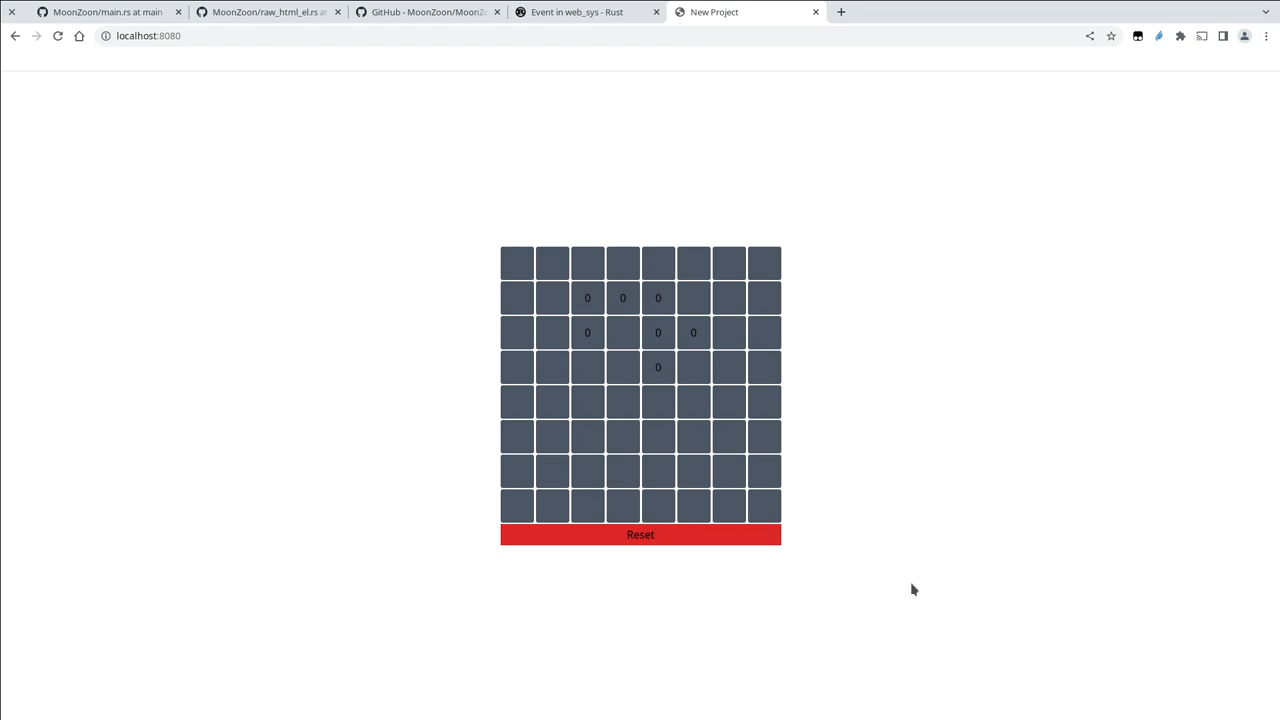 MoonZoon/main.rs at main
MoonZoon/raw_html_el.rs at
GitHub - MoonZoon/MoonZo
Event in web_sys - Rust
New Project
localhost:8080
0 0 0
0 0 0
0
Reset